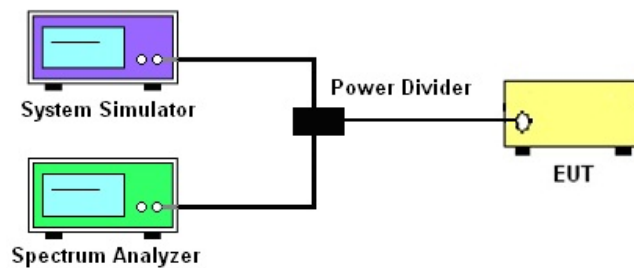 System Simulator
Power Divider
EUT
Spectrum Analyzer